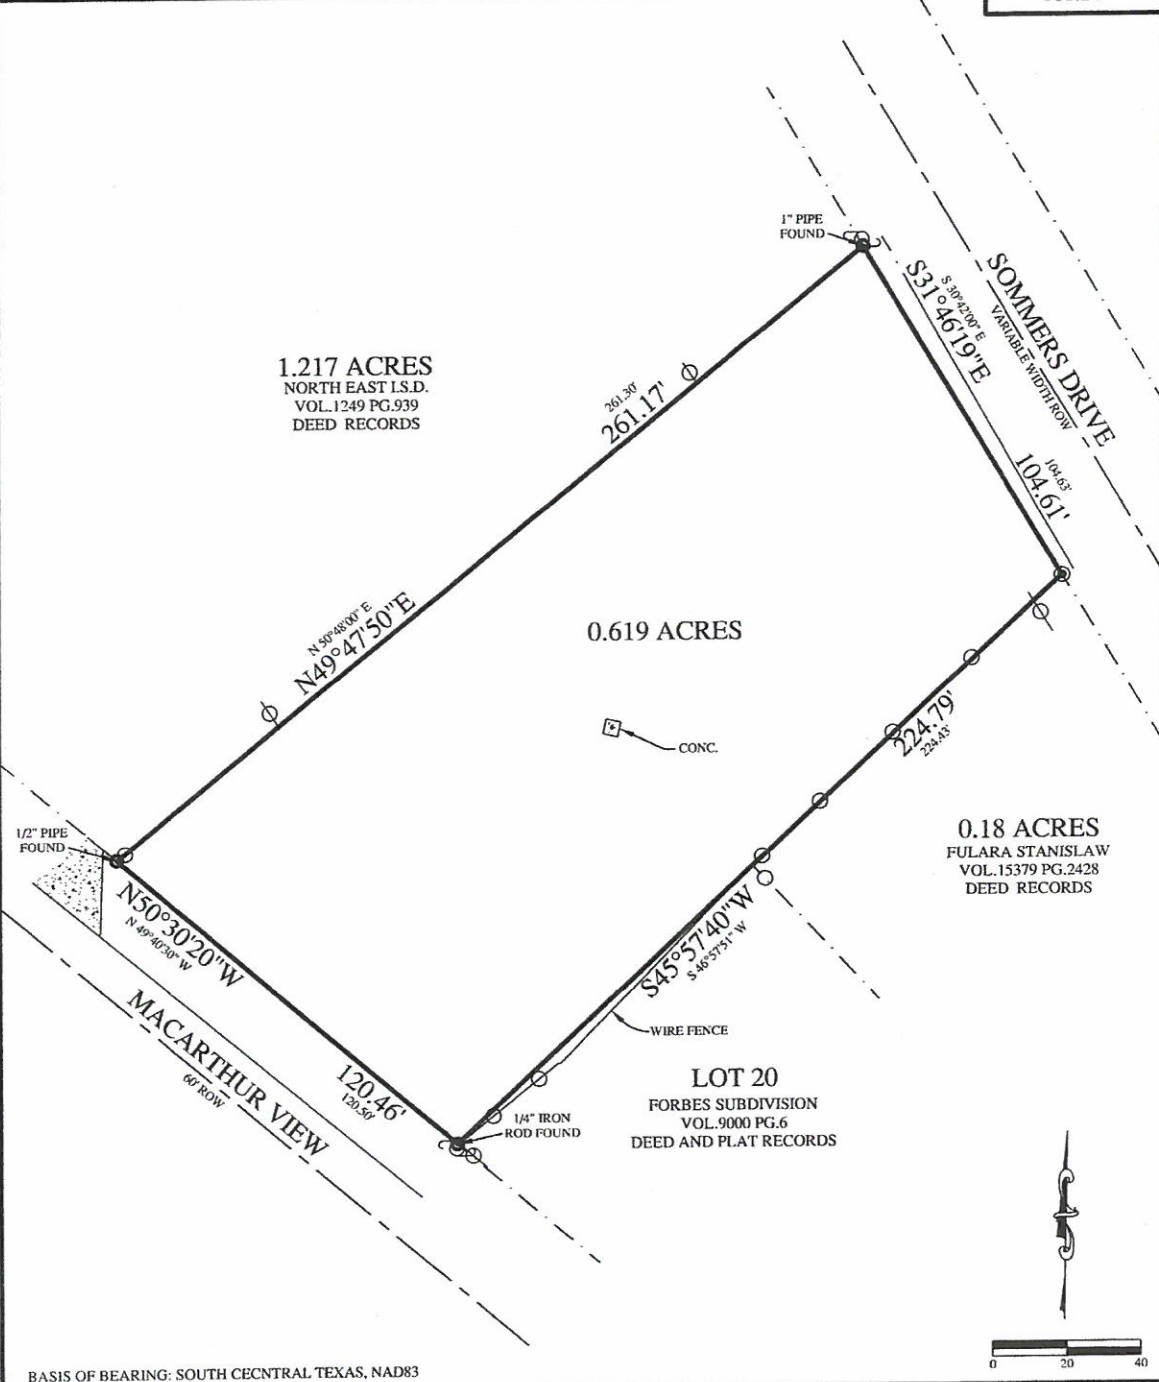 1" PIPE
FOUND
SOMMERS DRIVE
VARIABLE WIDTH ROW
S 30°42'00" E
S31°46'19"E
104.63'
104.61'
1.217 ACRES
NORTH EAST I.S.D.
VOL.1249 PG.939
DEED RECORDS
261.30'
261.17'
N 50°48'00" E
N49°47'50"E
0.619 ACRES
CONC.
224.79'
224.43'
0.18 ACRES
FULARA STANISLAW
VOL.15379 PG.2428
DEED RECORDS
1/2" PIPE
FOUND
N50°30'20"W
N 49°40'30" W
S45°57'40"W
S 46°57'51" W
WIRE FENCE
MACARTHUR VIEW
60' ROW
120.46'
120.50'
1/4" IRON
ROD FOUND
LOT 20
FORBES SUBDIVISION
VOL.9000 PG.6
DEED AND PLAT RECORDS
0 20 40
BASIS OF BEARING: SOUTH CECNTRAL TEXAS, NAD83